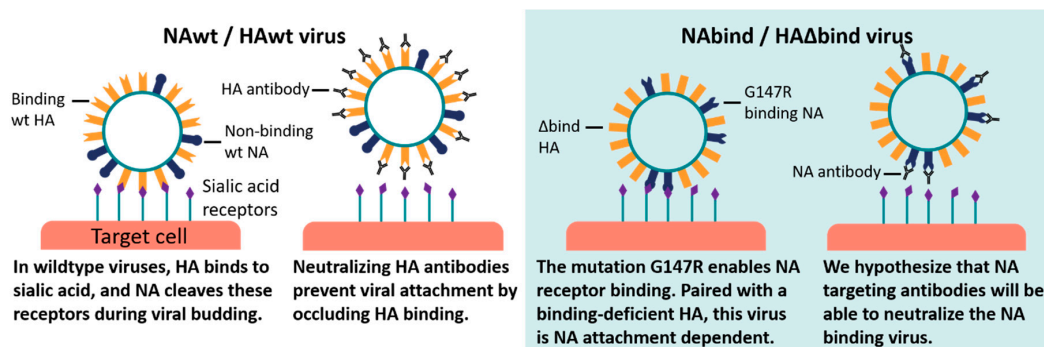 NAwt / HAwt virus
Binding
wt HA
Non-binding
wt NA
Sialic acid
receptors
Target cell
HA antibody
In wildtype viruses, HA binds to
sialic acid, and NA cleaves these
receptors during viral budding.
Neutralizing HA antibodies
prevent viral attachment by
occluding HA binding.
NAbind / HAΔbind virus
Δbind
HA
G147R
binding NA
NA antibody
The mutation G147R enables NA
receptor binding. Paired with a
binding-deficient HA, this virus
is NA attachment dependent.
We hypothesize that NA
targeting antibodies will be
able to neutralize the NA
binding virus.